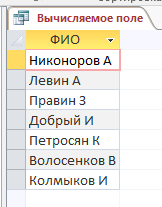 Вычисляемое поле
ФИО
Никоноров А
Левин А
Правин З
Добрый И
Петросян К
Волосенков В
Колмыков И